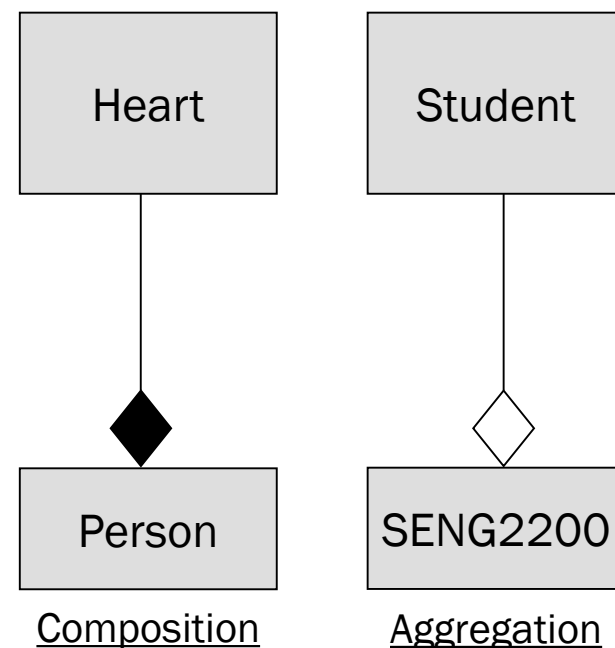 Heart
Student
Person
SENG2200
Composition
Aggregation